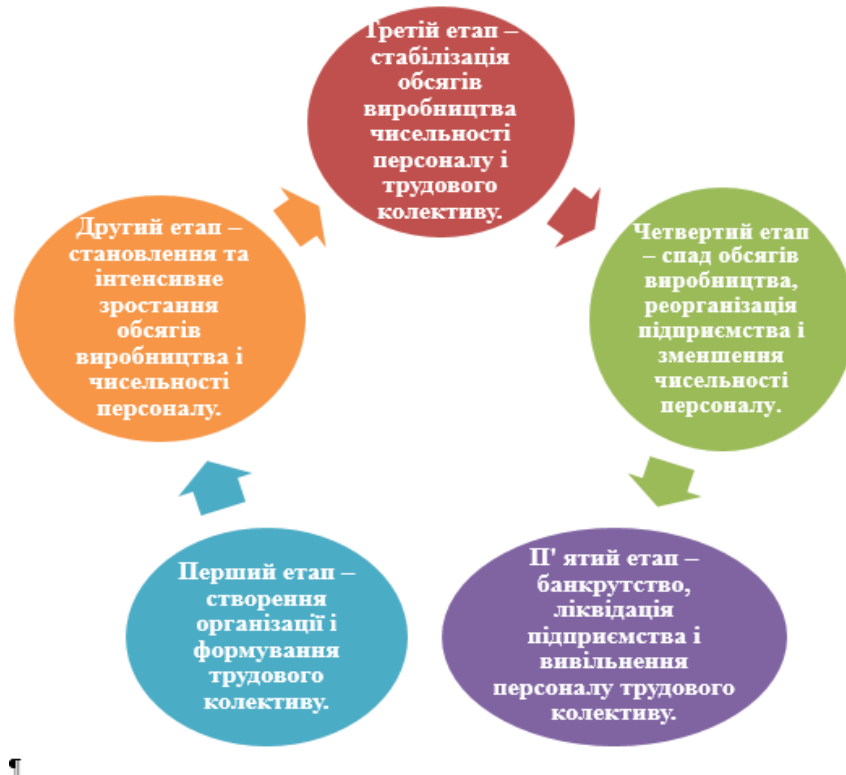 Третій етап –
стабілізація
обсягів
виробництва
чисельності
персоналу і
трудового
колективу.
Другий етап –
становлення та
інтенсивне
зростання
обсягів
виробництва і
чисельності
персоналу.
Четвертий етап
– спад обсягів
виробництва,
реорганізація
підприємства і
зменшення
чисельності
персоналу.
Перший етап –
створення
організації і
формування
трудового
колективу.
П' ятий етап –
банкрутство,
ліквідація
підприємства і
вивільнення
персоналу трудового
колективу.
¶